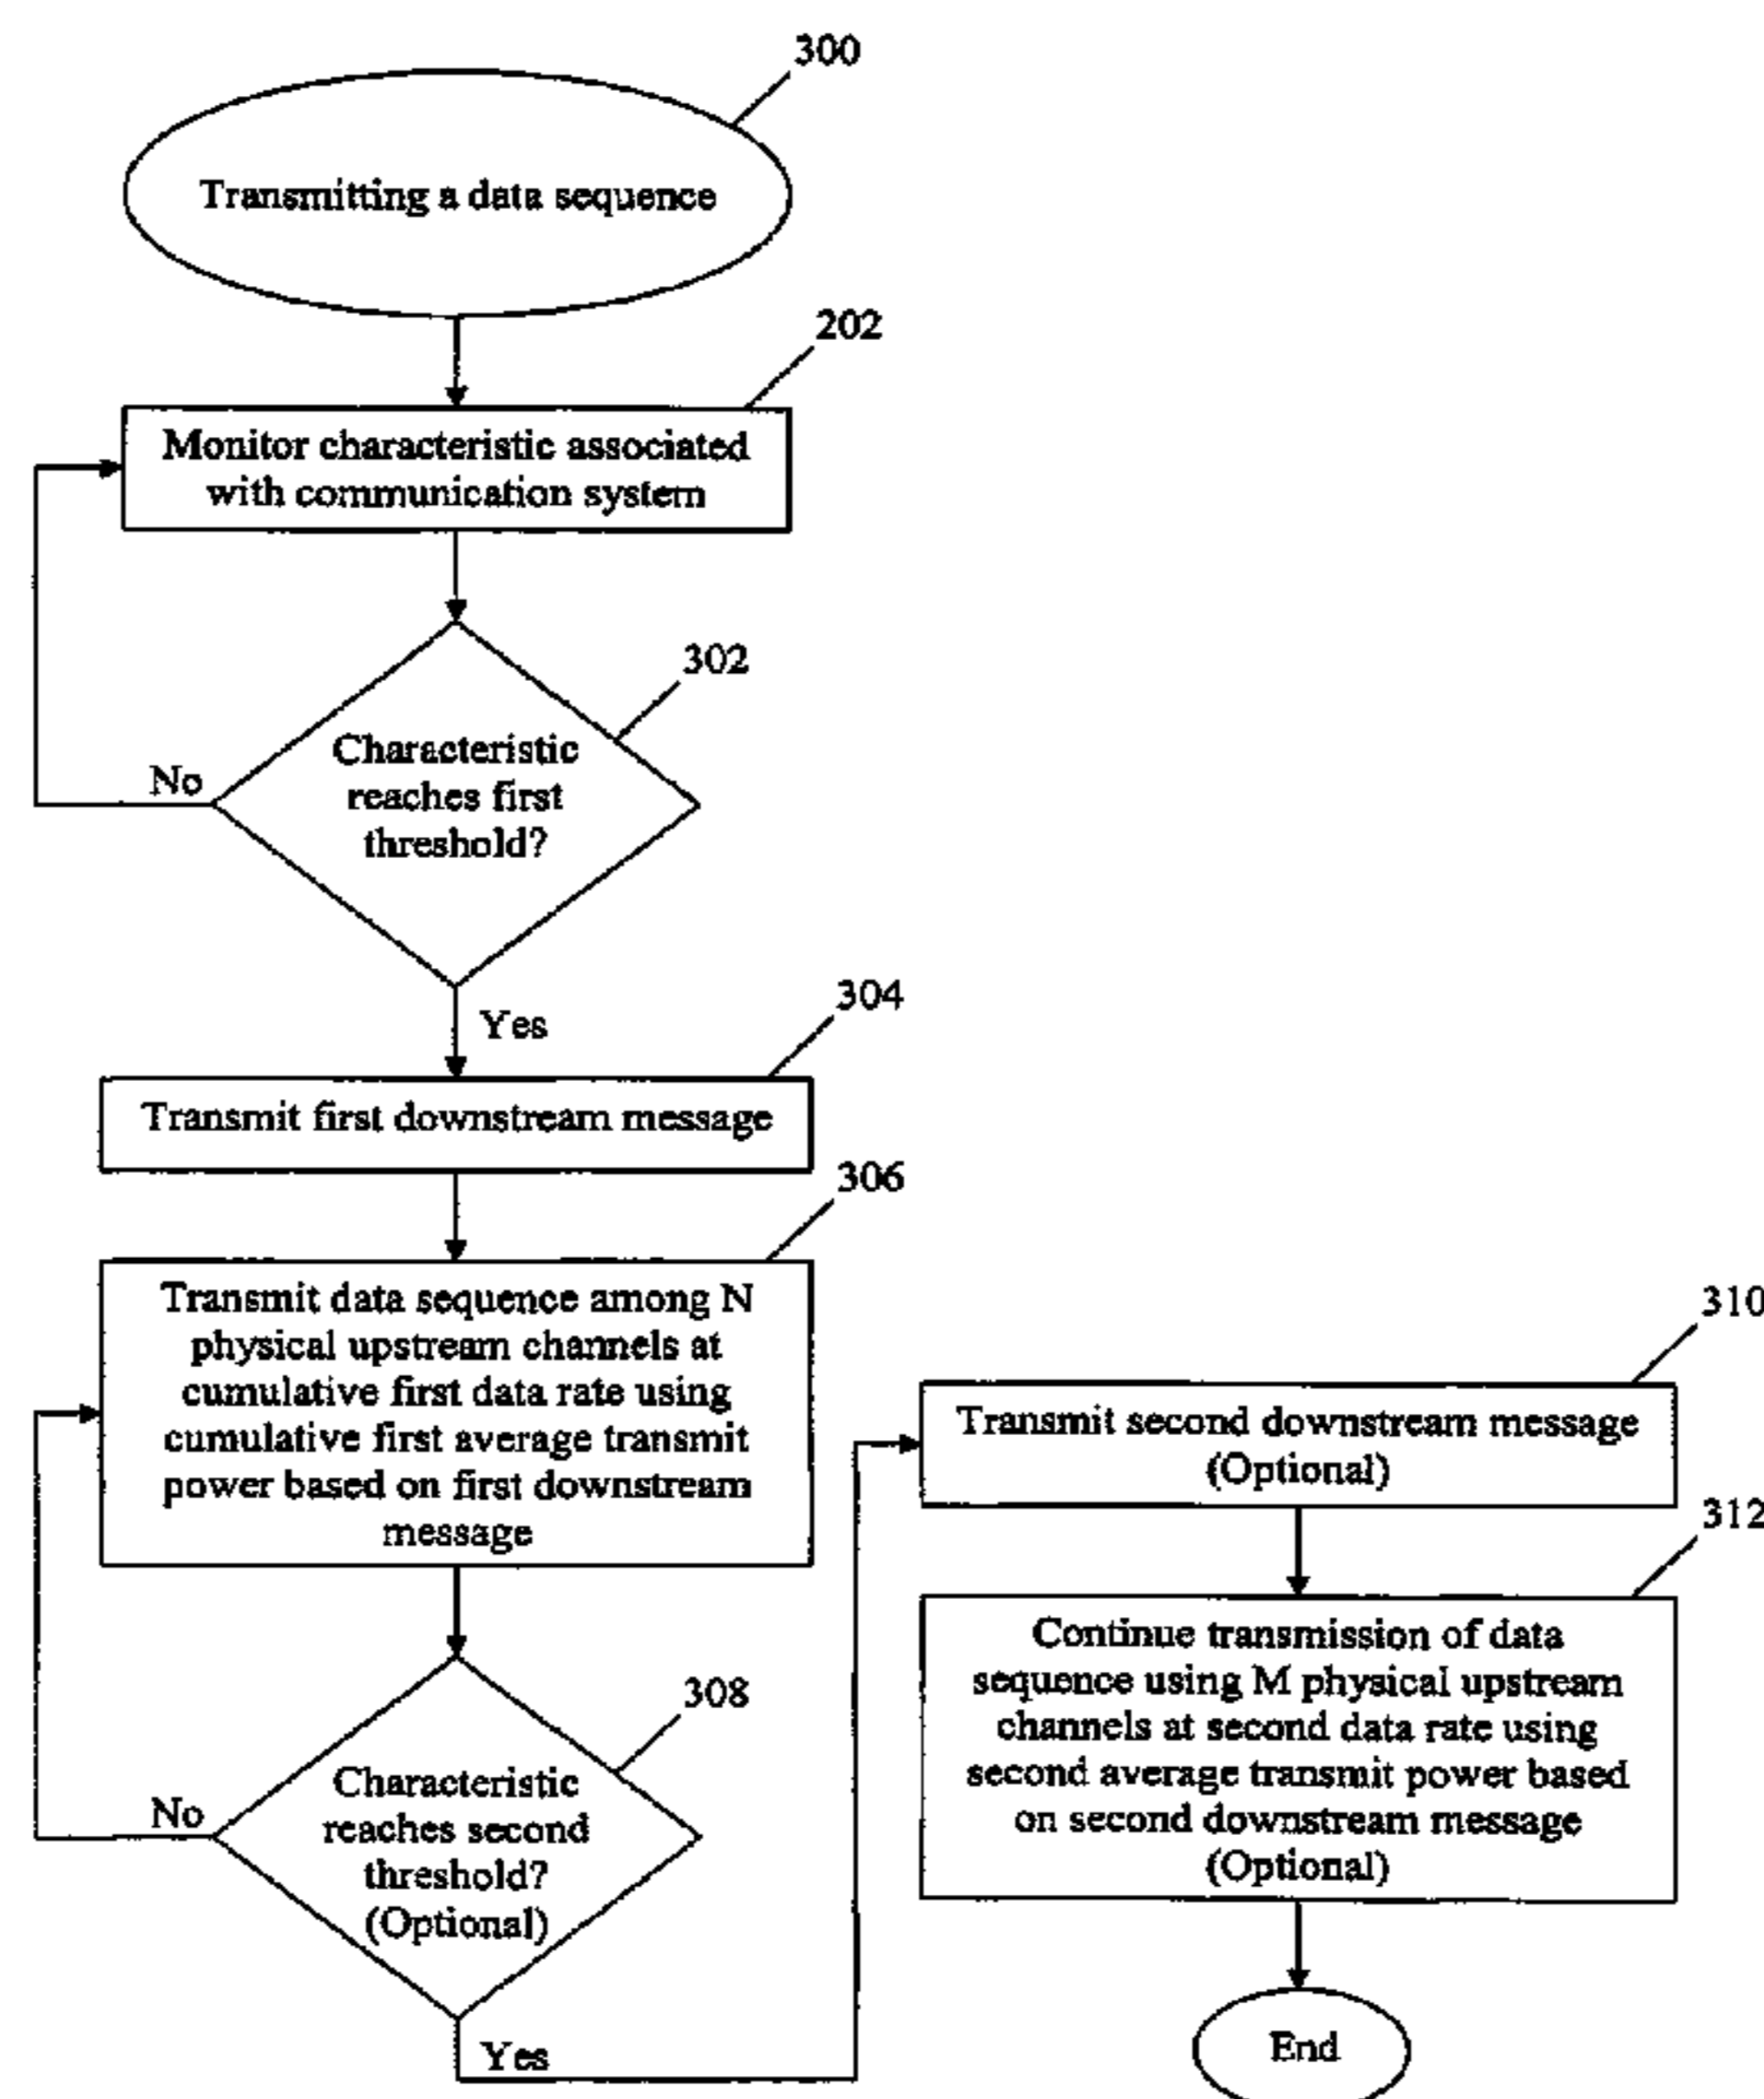 300
Transmitting a data sequence
202
Monitor characteristic associated
with communication system
302
Characteristic
reaches first
threshold?
No
Yes
304
Transmit first downstream message
306
Transmit data sequence among N
physical upstream channels at
cumulative first data rate using
cumulative first average transmit
power based on first downstream
message
308
Characteristic
reaches second
threshold?
(Optional)
No
Yes
310
Transmit second downstream message
(Optional)
312
Continue transmission of data
sequence using M physical upstream
channels at second data rate using
second average transmit power based
on second downstream message
(Optional)
End